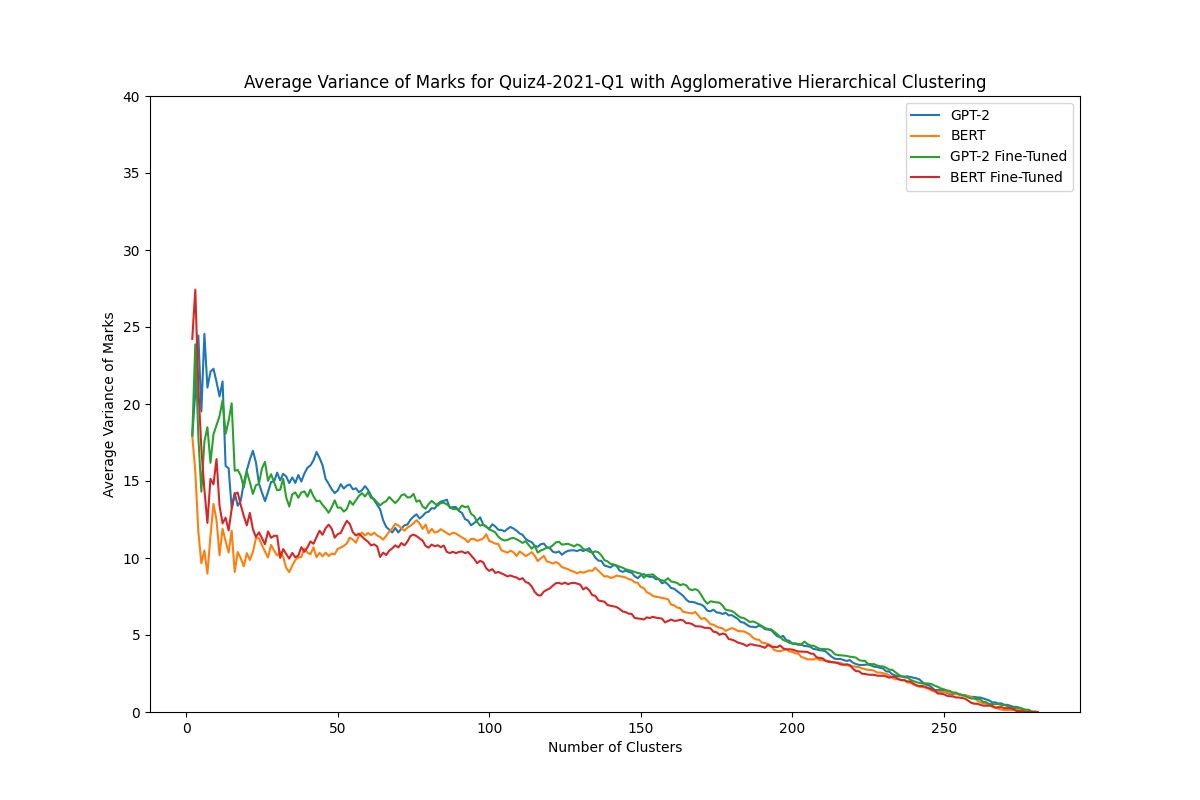 Average Variance of Marks for Quiz4-2021-Q1 with Agglomerative Hierarchical Clustering
40
35
30
25
20
15
10
5
0
Average Variance of Marks
GPT-2
BERT
GPT-2 Fine-Tuned
BERT Fine-Tuned
0 50 100 150 200 250
Number of Clusters